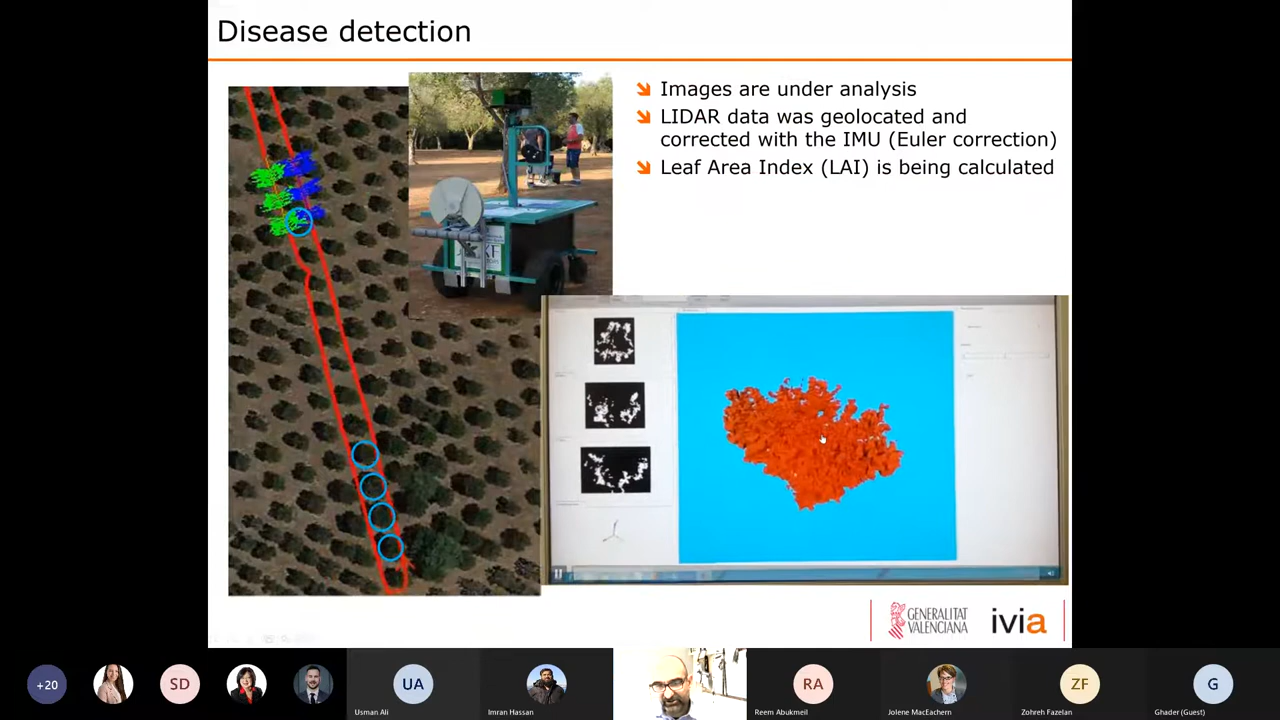 Disease detection
Images are under analysis
LIDAR data was geolocated and
corrected with the IMU (Euler correction)
Leaf Area Index (LAI) is being calculated
GENERALITAT
VALENCIANA
ivia
+20
SD
UA
RA
ZF
G
Usman Ali
Imran Hassan
Reem Abukmeil
Jolene MacEachern
Zohreh Fazelan
Ghader (Guest)